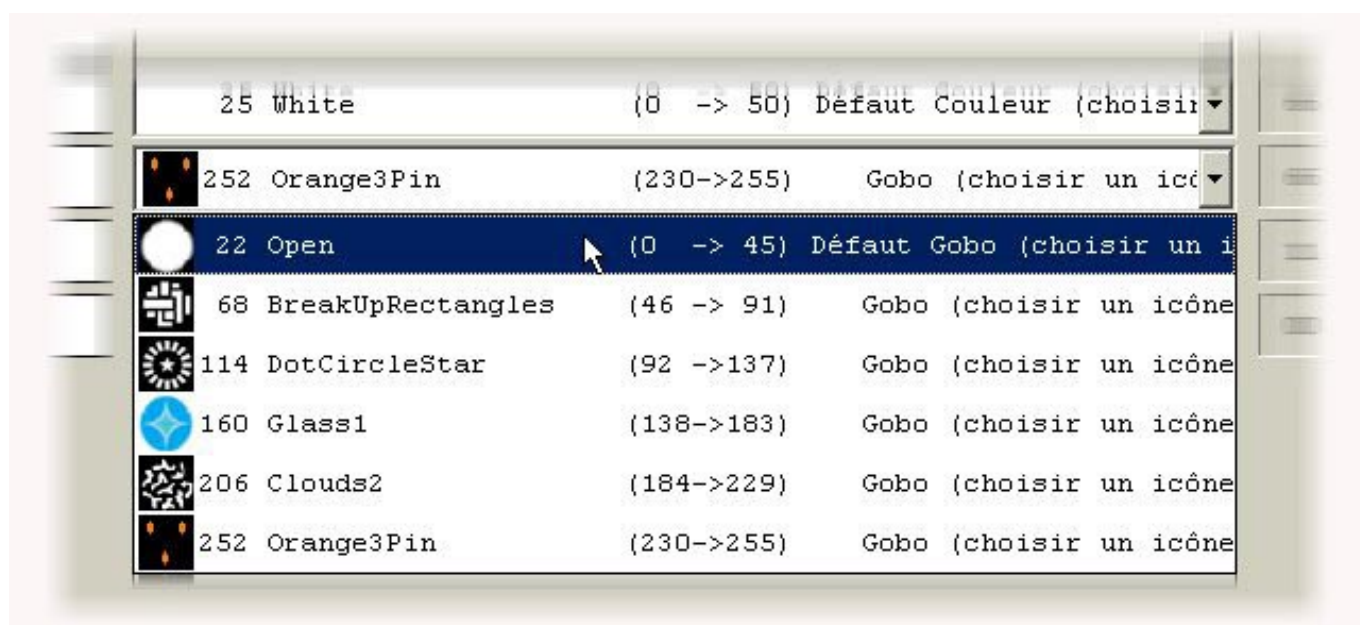 25 White (0 -> 50) Défaut Couleur (choisir
252 Orange3Pin (230->255) Gobo (choisir un icô
22 Open (0 -> 45) Défaut Gobo (choisir un i
68 BreakUpRectangles (46 -> 91) Gobo (choisir un icône
114 DotCircleStar (92 ->137) Gobo (choisir un icône
160 Glass1 (138->183) Gobo (choisir un icône
206 Clouds2 (184->229) Gobo (choisir un icône
252 Orange3Pin (230->255) Gobo (choisir un icône